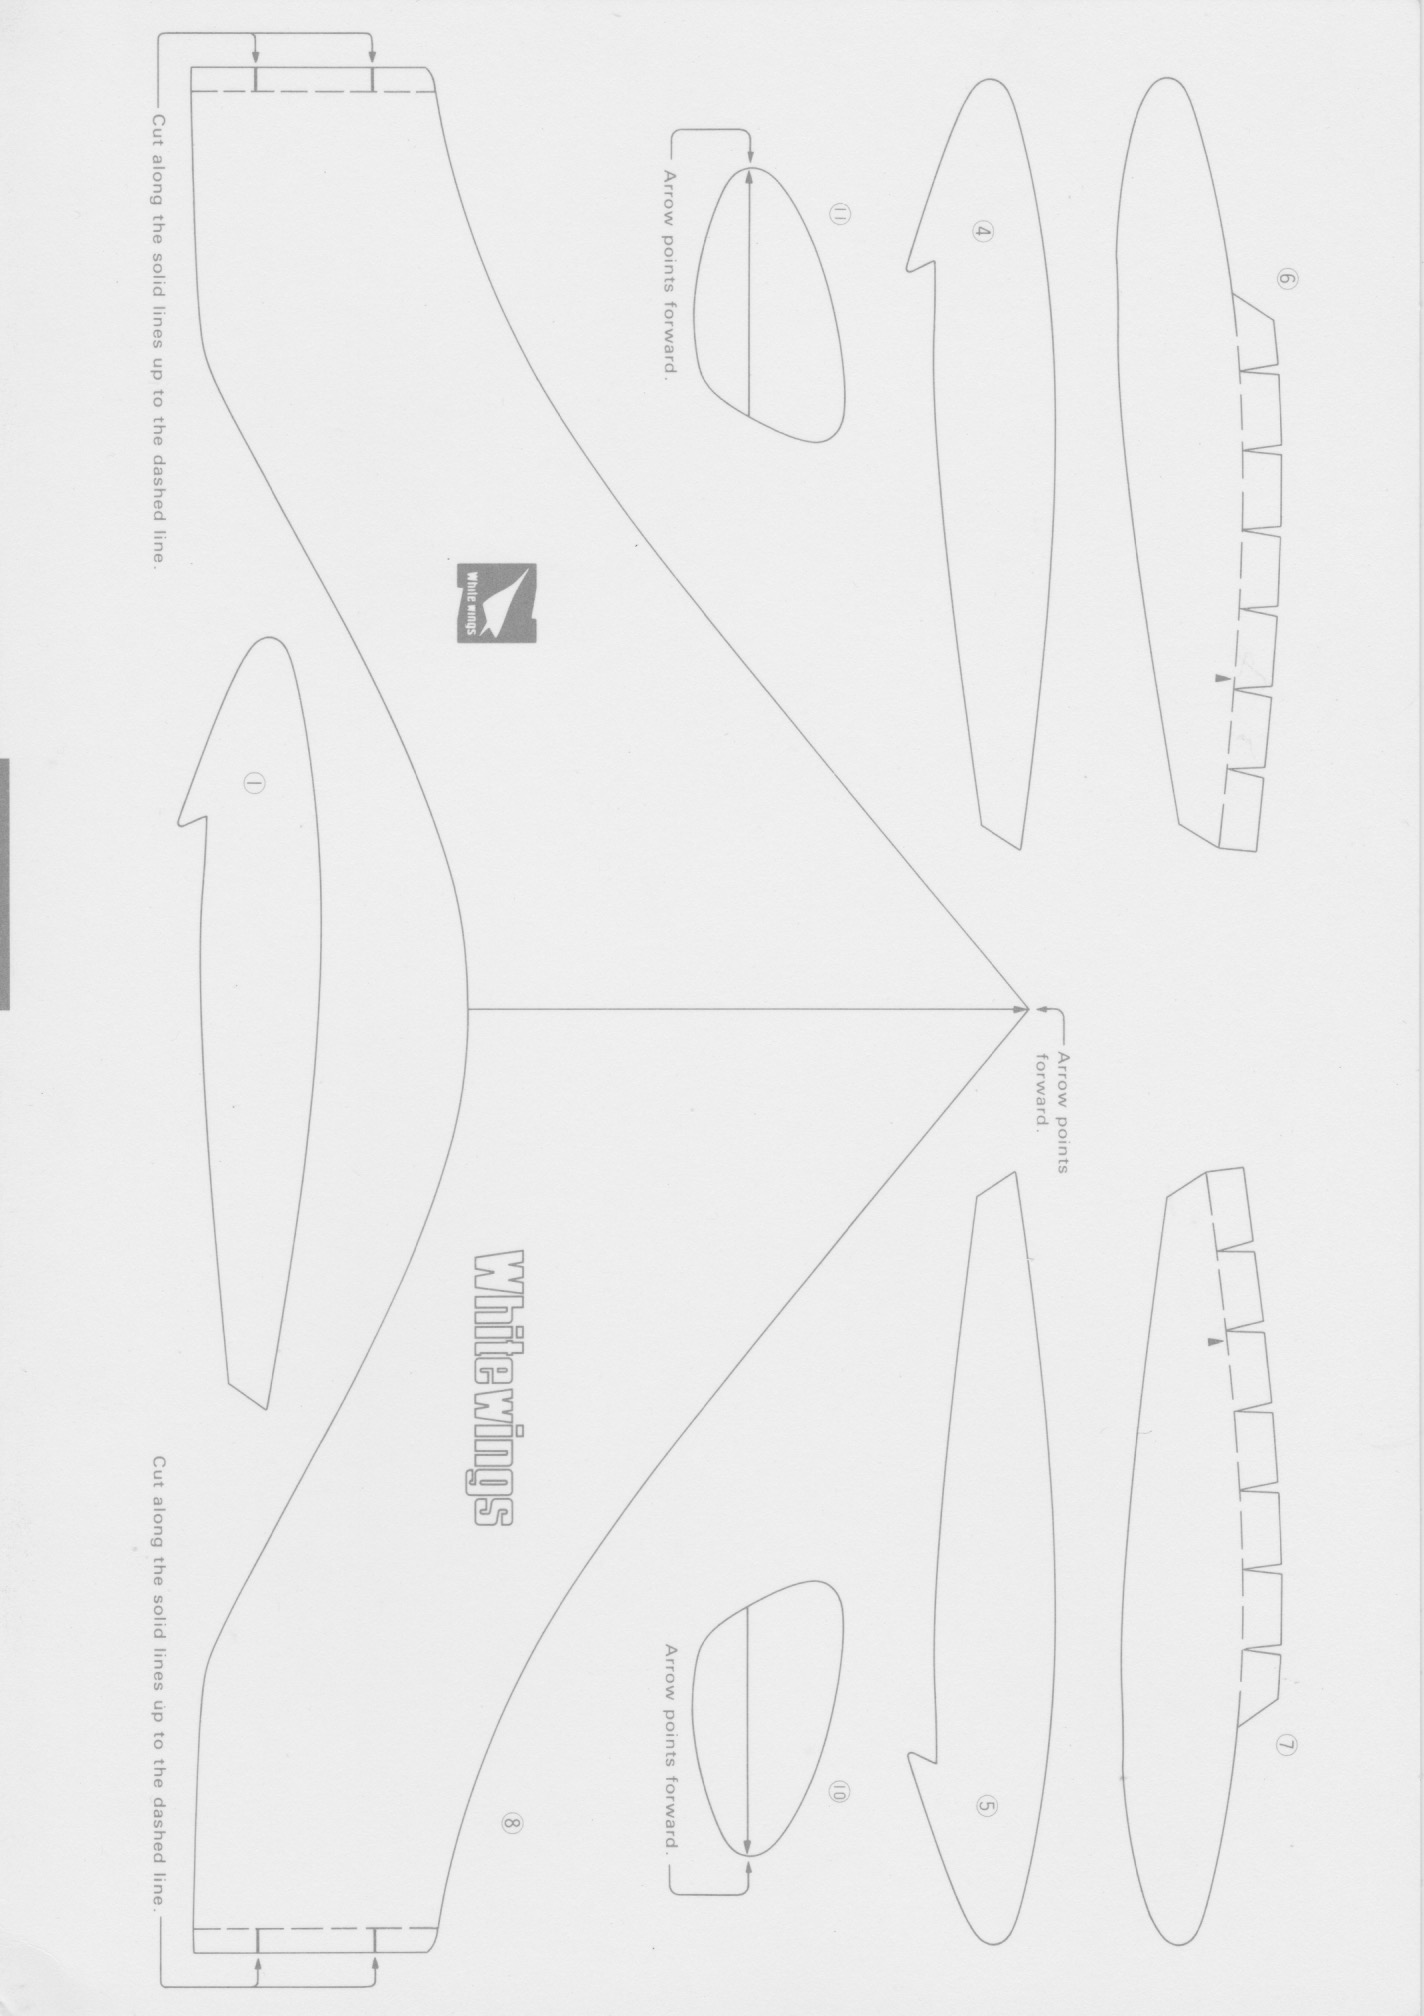 ⑥
⑦
Arrow points
forward.
④
⑤
⑪
⑩
Arrow points forward.
Arrow points forward.
White wings
Whitewings
⑧
①
Cut along the solid lines up to the dashed line.
Cut along the solid lines up to the dashed line.